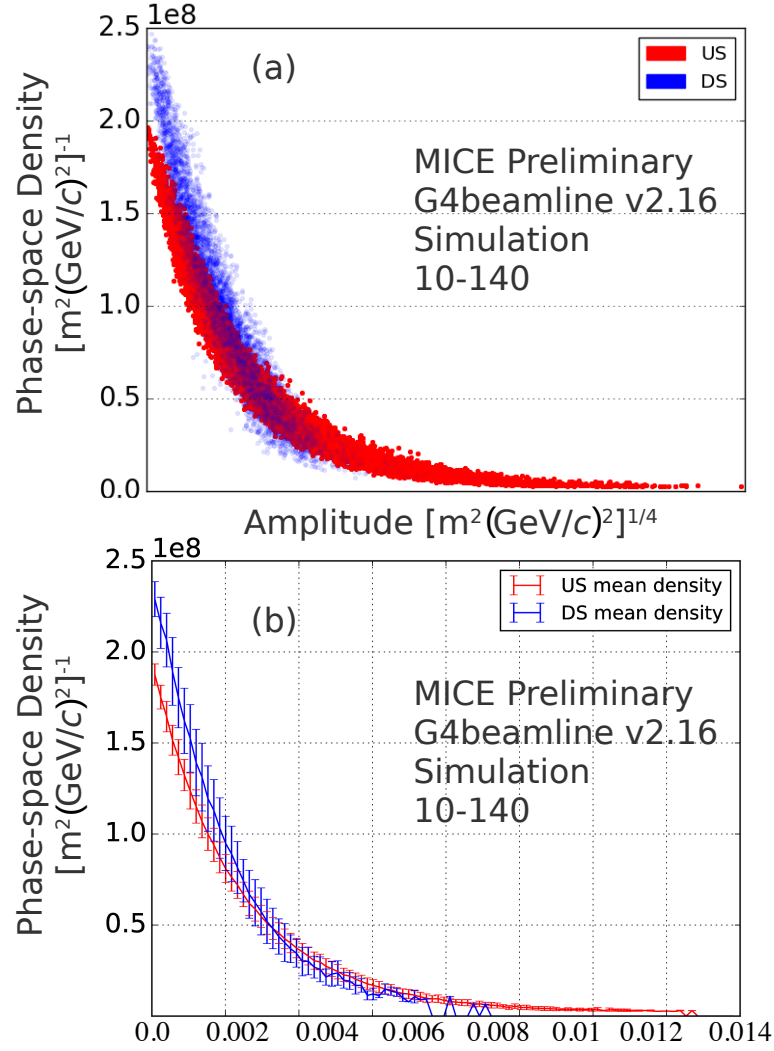 1e8
2.5
2.0
1.5
1.0
0.5
0.0
Phase-space Density
[m²(GeV/c)²]⁻¹
(a)
US
DS
MICE Preliminary
G4beamline v2.16
Simulation
10-140
Amplitude [m²(GeV/c)²]¹/⁴
1e8
2.5
2.0
1.5
1.0
0.5
Phase-space Density
[m²(GeV/c)²]⁻¹
(b)
US mean density
DS mean density
MICE Preliminary
G4beamline v2.16
Simulation
10-140
0.0 0.002 0.004 0.006 0.008 0.010 0.012 0.014